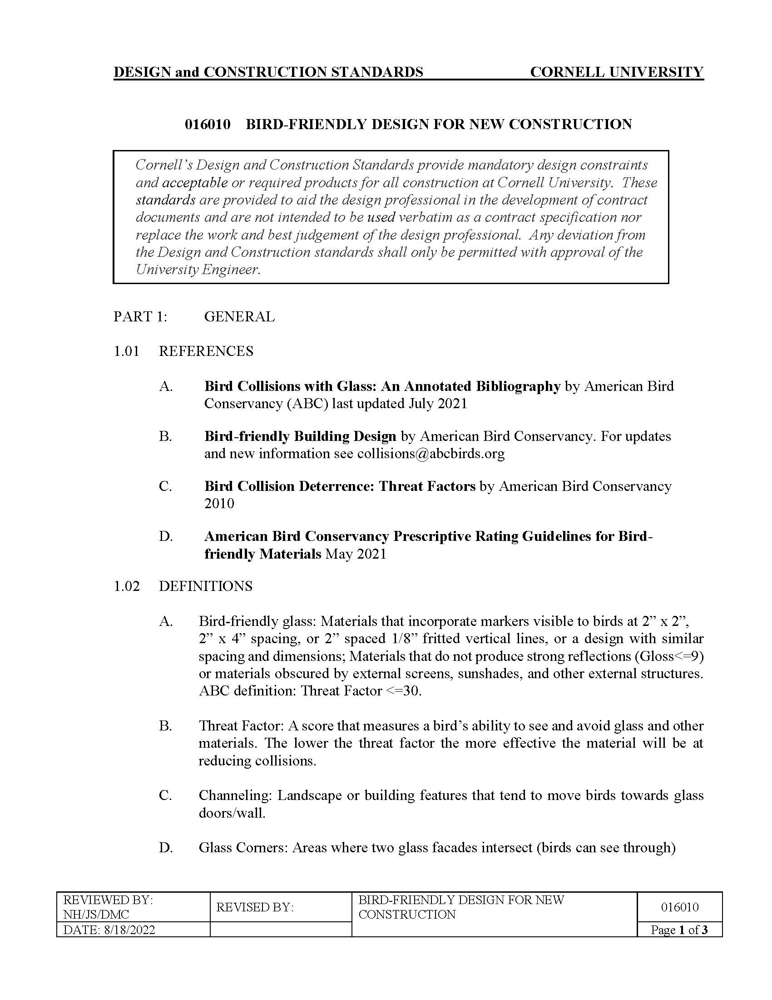 DESIGN and CONSTRUCTION STANDARDS CORNELL UNIVERSITY
016010 BIRD-FRIENDLY DESIGN FOR NEW CONSTRUCTION
Cornell’s Design and Construction Standards provide mandatory design constraints
and acceptable or required products for all construction at Cornell University. These
standards are provided to aid the design professional in the development of contract
documents and are not intended to be used verbatim as a contract specification nor
replace the work and best judgement of the design professional. Any deviation from
the Design and Construction standards shall only be permitted with approval of the
University Engineer.
PART 1: GENERAL
1.01 REFERENCES
A. Bird Collisions with Glass: An Annotated Bibliography by American Bird
Conservancy (ABC) last updated July 2021
B. Bird-friendly Building Design by American Bird Conservancy. For updates
and new information see collisions@abcbirds.org
C. Bird Collision Deterrence: Threat Factors by American Bird Conservancy
2010
D. American Bird Conservancy Prescriptive Rating Guidelines for Bird-
friendly Materials May 2021
1.02 DEFINITIONS
A. Bird-friendly glass: Materials that incorporate markers visible to birds at 2” x 2”,
2” x 4” spacing, or 2” spaced 1/8” fritted vertical lines, or a design with similar
spacing and dimensions; Materials that do not produce strong reflections (Gloss<=9)
or materials obscured by external screens, sunshades, and other external structures.
ABC definition: Threat Factor <=30.
B. Threat Factor: A score that measures a bird’s ability to see and avoid glass and other
materials. The lower the threat factor the more effective the material will be at
reducing collisions.
C. Channeling: Landscape or building features that tend to move birds towards glass
doors/wall.
D. Glass Corners: Areas where two glass facades intersect (birds can see through)
REVIEWED BY:
NH/JS/DMC
REVISED BY:
BIRD-FRIENDLY DESIGN FOR NEW
CONSTRUCTION
016010
DATE: 8/18/2022
Page 1 of 3